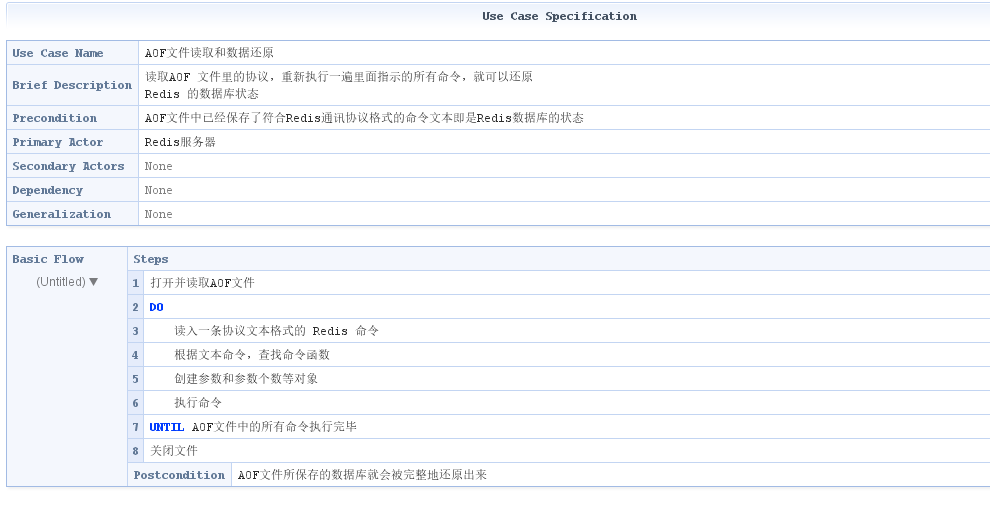 Use Case Specification
Use Case Name AOF文件读取和数据还原
Brief Description 读取AOF 文件里的协议，重新执行一遍里面指示的所有命令，就可以还原
Redis 的数据库状态
Precondition AOF文件中已经保存了符合Redis通讯协议格式的命令文本即是Redis数据库的状态
Primary Actor Redis服务器
Secondary Actors None
Dependency None
Generalization None
Basic Flow Steps
(Untitled) ▼
1 打开并读取AOF文件
2 DO
3 读入一条协议文本格式的 Redis 命令
4 根据文本命令，查找命令函数
5 创建参数和参数个数等对象
6 执行命令
7 UNTIL AOF文件中的所有命令执行完毕
8 关闭文件
Postcondition AOF文件所保存的数据库就会被完整地还原出来